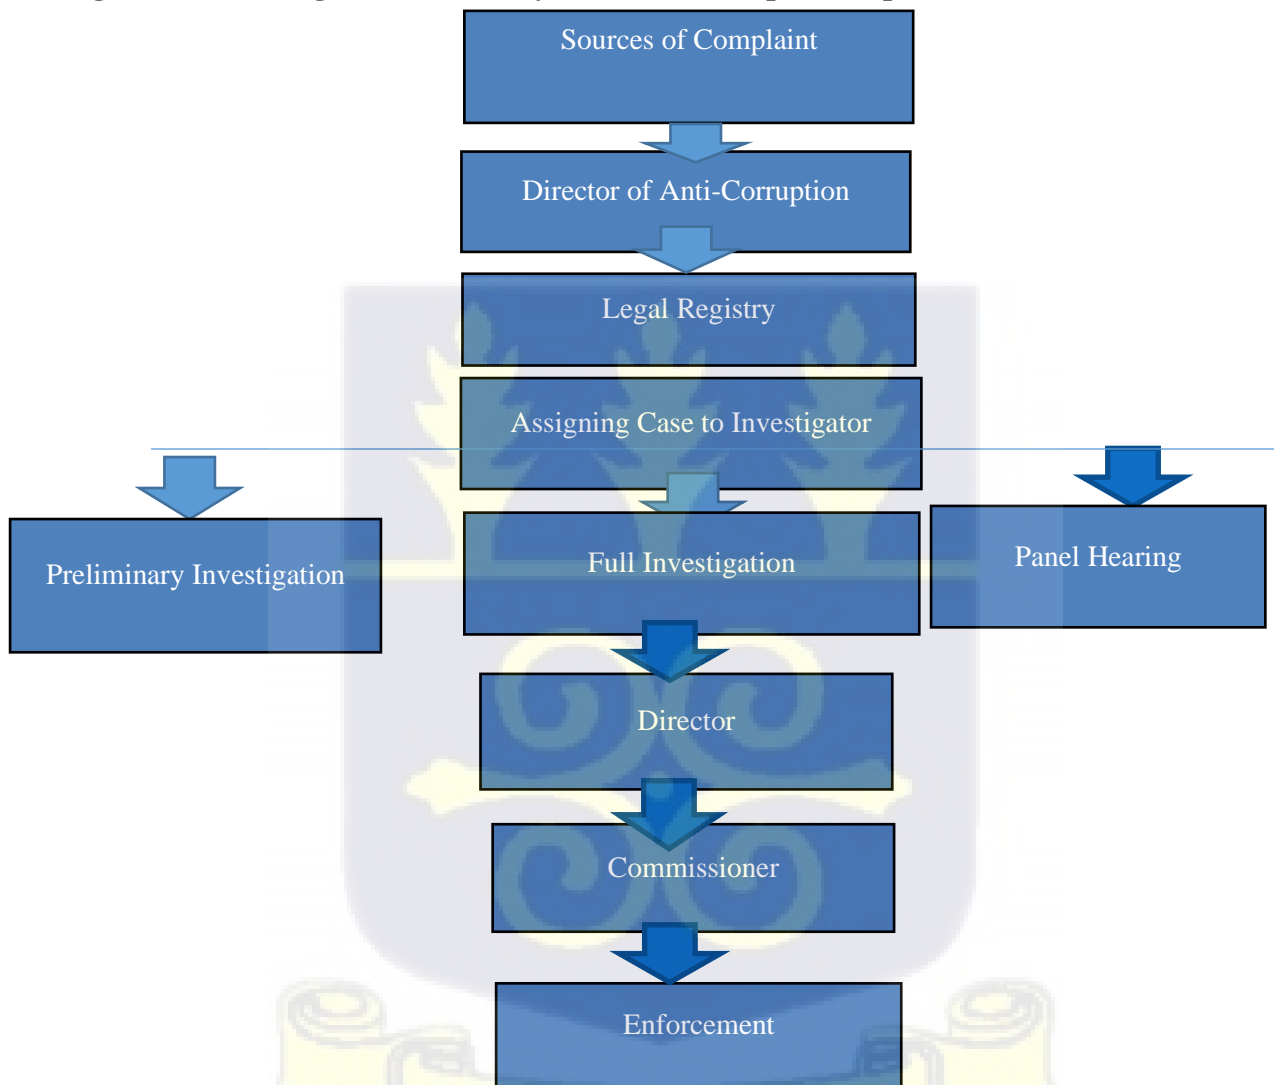 Sources of Complaint
Director of Anti-Corruption
Legal Registry
Assigning Case to Investigator
Preliminary Investigation
Full Investigation
Panel Hearing
Director
Commissioner
Enforcement